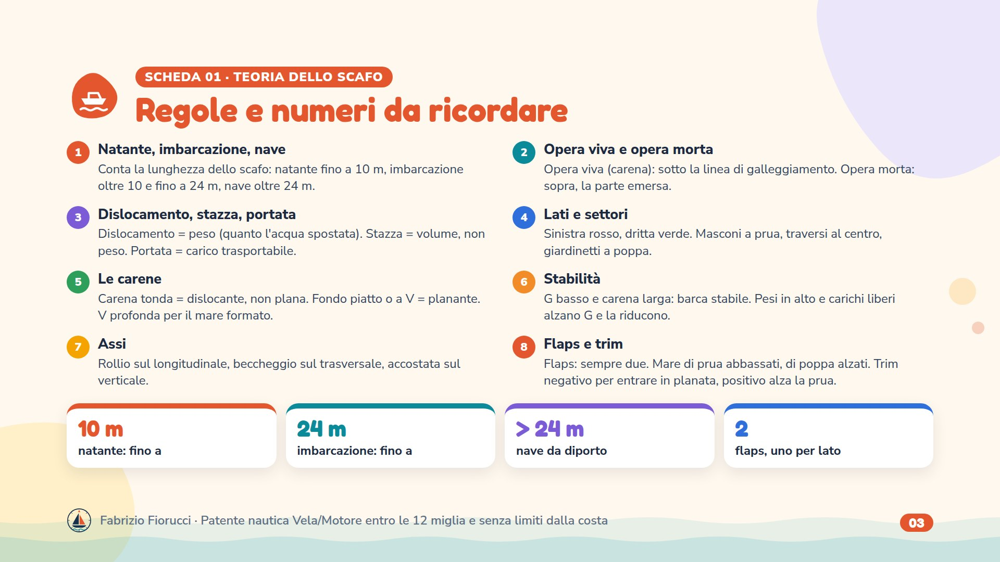 SCHEDA 01 · TEORIA DELLO SCAFO
Regole e numeri da ricordare
1
Natante, imbarcazione, nave
Conta la lunghezza dello scafo: natante fino a 10 m, imbarcazione
oltre 10 e fino a 24 m, nave oltre 24 m.
2
Opera viva e opera morta
Opera viva (carena): sotto la linea di galleggiamento. Opera morta:
sopra, la parte emersa.
3
Dislocamento, stazza, portata
Dislocamento = peso (quanto l'acqua spostata). Stazza = volume, non
peso. Portata = carico trasportabile.
4
Lati e settori
Sinistra rosso, dritta verde. Masconi a prua, traversi al centro,
giardinetti a poppa.
5
Le carene
Carena tonda = dislocante, non plana. Fondo piatto o a V = planante.
V profonda per il mare formato.
6
Stabilità
G basso e carena larga: barca stabile. Pesi in alto e carichi liberi
alzano G e la riducono.
7
Assi
Rollio sul longitudinale, beccheggio sul trasversale, accostata sul
verticale.
8
Flaps e trim
Flaps: sempre due. Mare di prua abbassati, di poppa alzati. Trim
negativo per entrare in planata, positivo alza la prua.
10 m
natante: fino a
24 m
imbarcazione: fino a
> 24 m
nave da diporto
2
flaps, uno per lato
Fabrizio Fiorucci · Patente nautica Vela/Motore entro le 12 miglia e senza limiti dalla costa
03